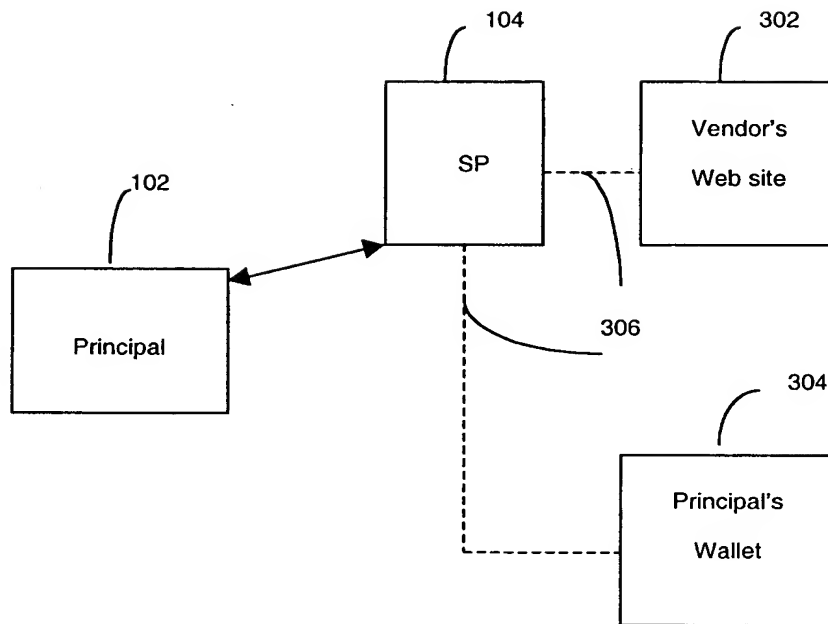 104
302
SP
Vendor's
Web site
102
Principal
306
304
Principal's
Wallet